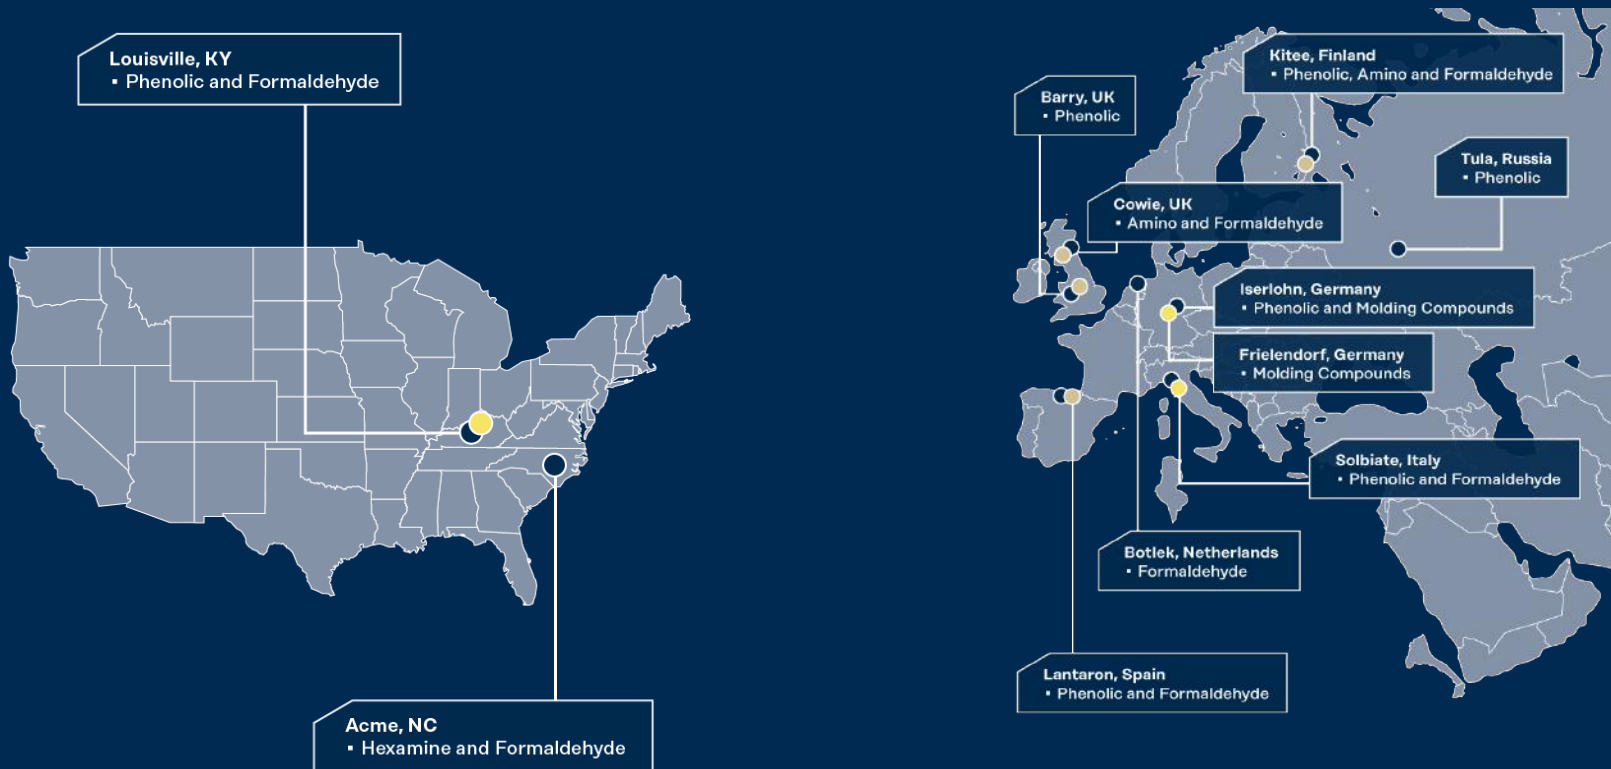 Louisville, KY
▪ Phenolic and Formaldehyde
Acme, NC
▪ Hexamine and Formaldehyde
Kitee, Finland
▪ Phenolic, Amino and Formaldehyde
Barry, UK
▪ Phenolic
Tula, Russia
▪ Phenolic
Cowie, UK
▪ Amino and Formaldehyde
Iserlohn, Germany
▪ Phenolic and Molding Compounds
Frielendorf, Germany
▪ Molding Compounds
Solbiate, Italy
▪ Phenolic and Formaldehyde
Botlek, Netherlands
▪ Formaldehyde
Lantaron, Spain
▪ Phenolic and Formaldehyde